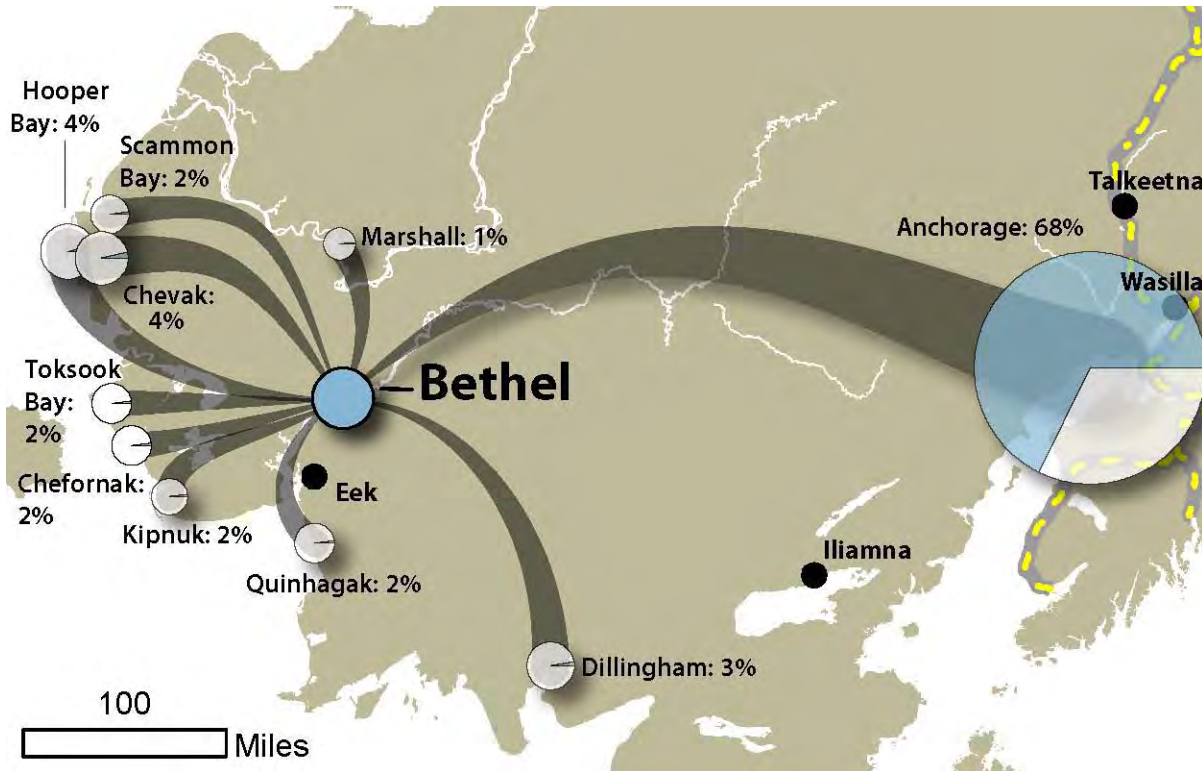 Hooper
Bay: 4%
Scammon
Bay: 2%
Talkeetna
Marshall: 1%
Anchorage: 68%
Wasilla
Chevak:
4%
Toksook
Bay:
2%
Bethel
Chefornak:
2%
Eek
Kipnuk: 2%
Iliamna
Quinhagak: 2%
Dillingham: 3%
100
Miles